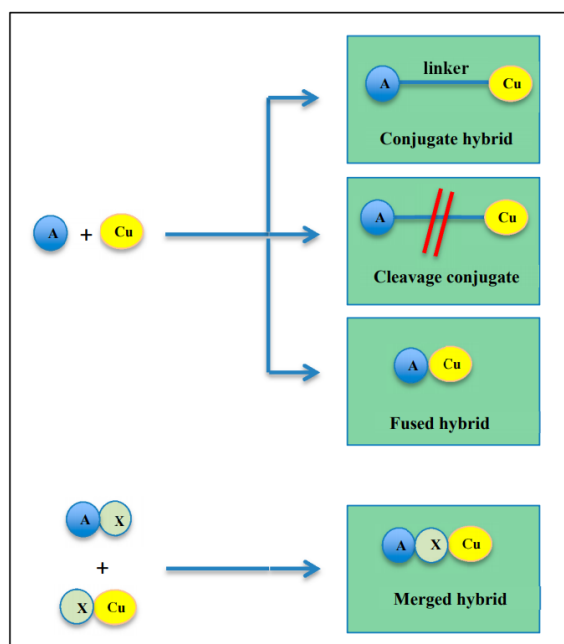 linker
A Cu
Conjugate hybrid
A Cu
Cleavage conjugate
A + Cu
A Cu
Fused hybrid
A X
+
X Cu
A X Cu
Merged hybrid